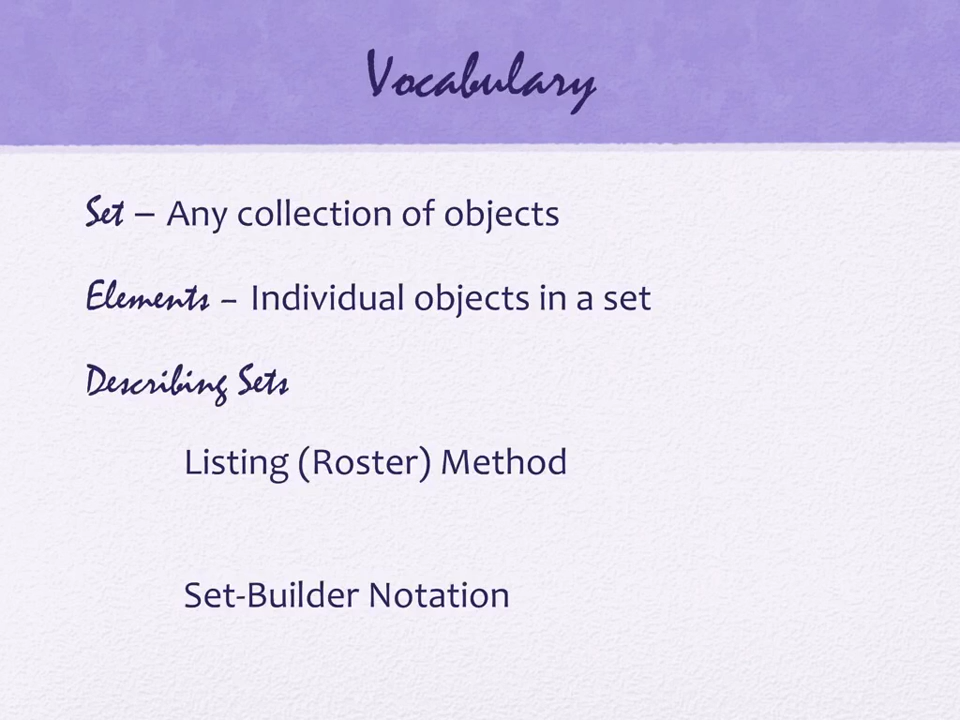 Vocabulary
Set – Any collection of objects
Elements – Individual objects in a set
Describing Sets
Listing (Roster) Method
Set-Builder Notation